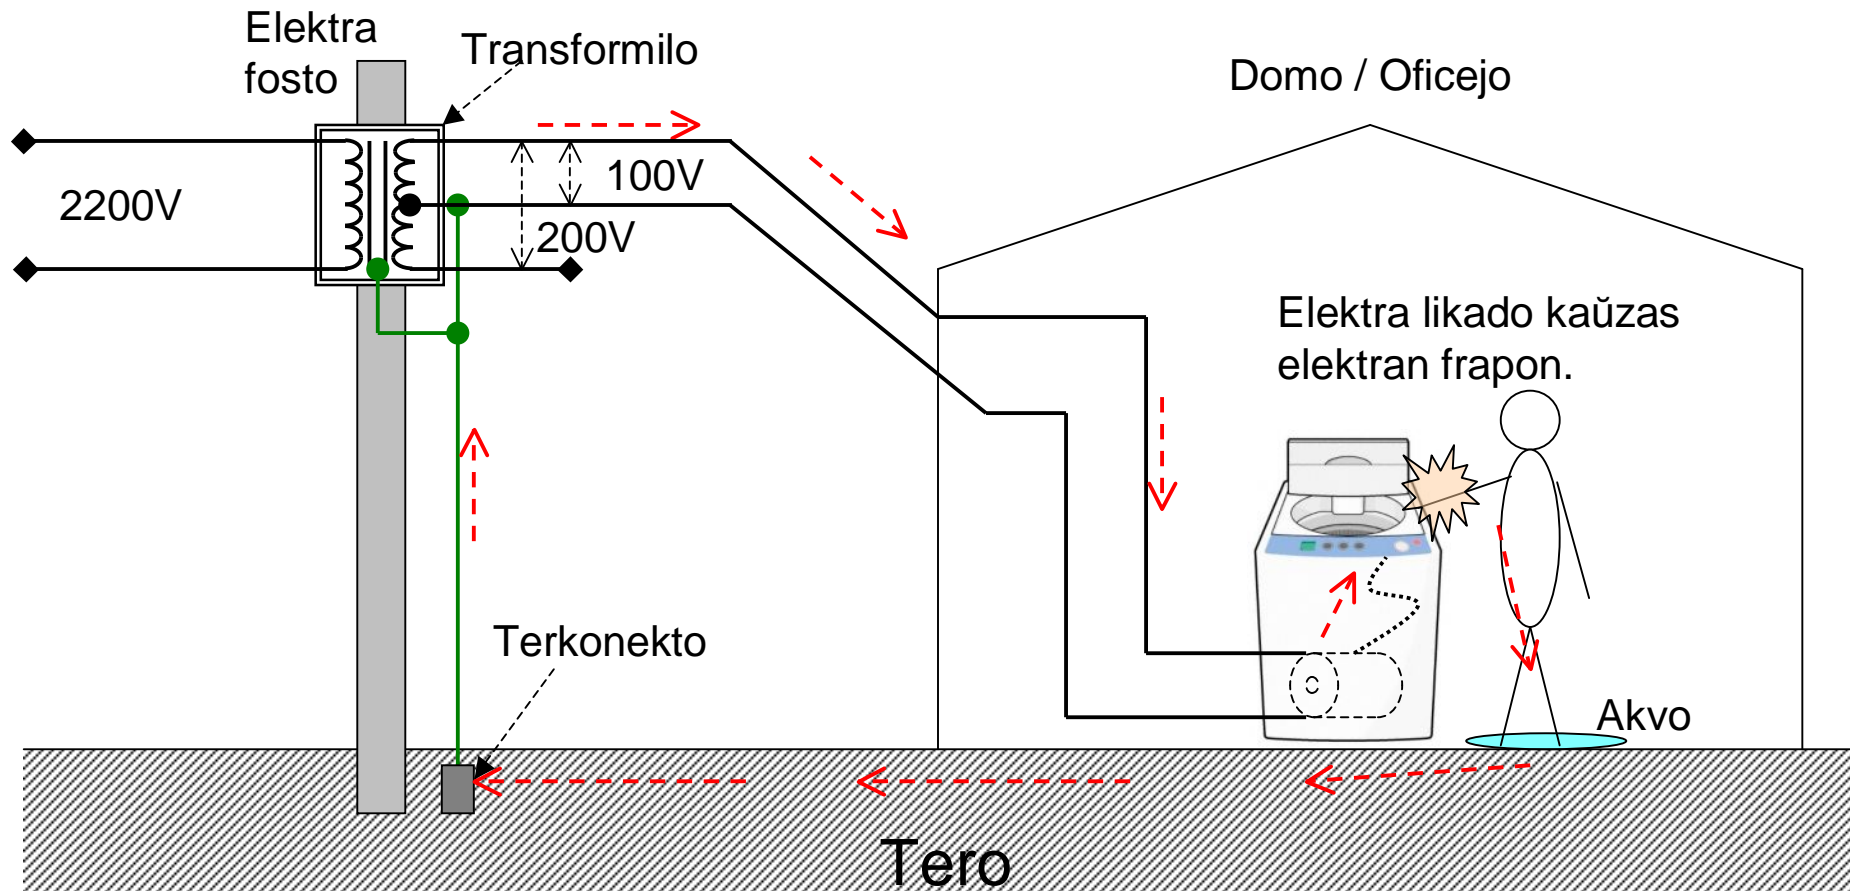 Elektra
fosto
Transformilo
Domo / Oficejo
2200V
100V
200V
Elektra likado kaŭzas
elektran frapon.
Terkonekto
Akvo
Tero